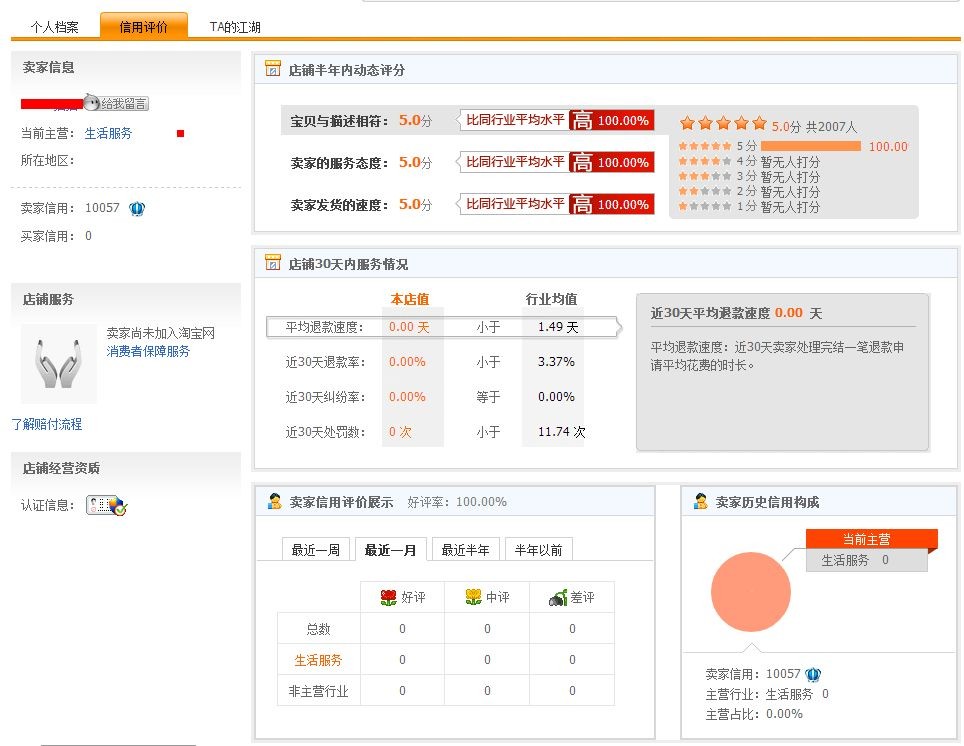 个人档案 信用评价 TA的江湖
卖家信息
给我留言
当前主营： 生活服务
所在地区：
卖家信用： 10057
买家信用： 0
店铺服务
卖家尚未加入淘宝网
消费者保障服务
了解赔付流程
店铺经营资质
认证信息：
店铺半年内动态评分
宝贝与描述相符： 5.0分 比同行业平均水平 高 100.00%
卖家的服务态度： 5.0分 比同行业平均水平 高 100.00%
卖家发货的速度： 5.0分 比同行业平均水平 高 100.00%
5.0分 共2007人
5分 100.00
4分 暂无人打分
3分 暂无人打分
2分 暂无人打分
1分 暂无人打分
店铺30天内服务情况
本店值 行业均值
平均退款速度： 0.00 天 小于 1.49 天
近30天退款率： 0.00% 小于 3.37%
近30天纠纷率： 0.00% 等于 0.00%
近30天处罚数： 0 次 小于 11.74 次
近30天平均退款速度 0.00 天
平均退款速度：近30天卖家处理完结一笔退款申
请平均花费的时长。
卖家信用评价展示 好评率：100.00%
最近一周 最近一月 最近半年 半年以前
好评 中评 差评
总数 0 0 0
生活服务 0 0 0
非主营行业 0 0 0
卖家历史信用构成
当前主营
生活服务 0
卖家信用：10057
主营行业：生活服务 0
主营占比：0.00%